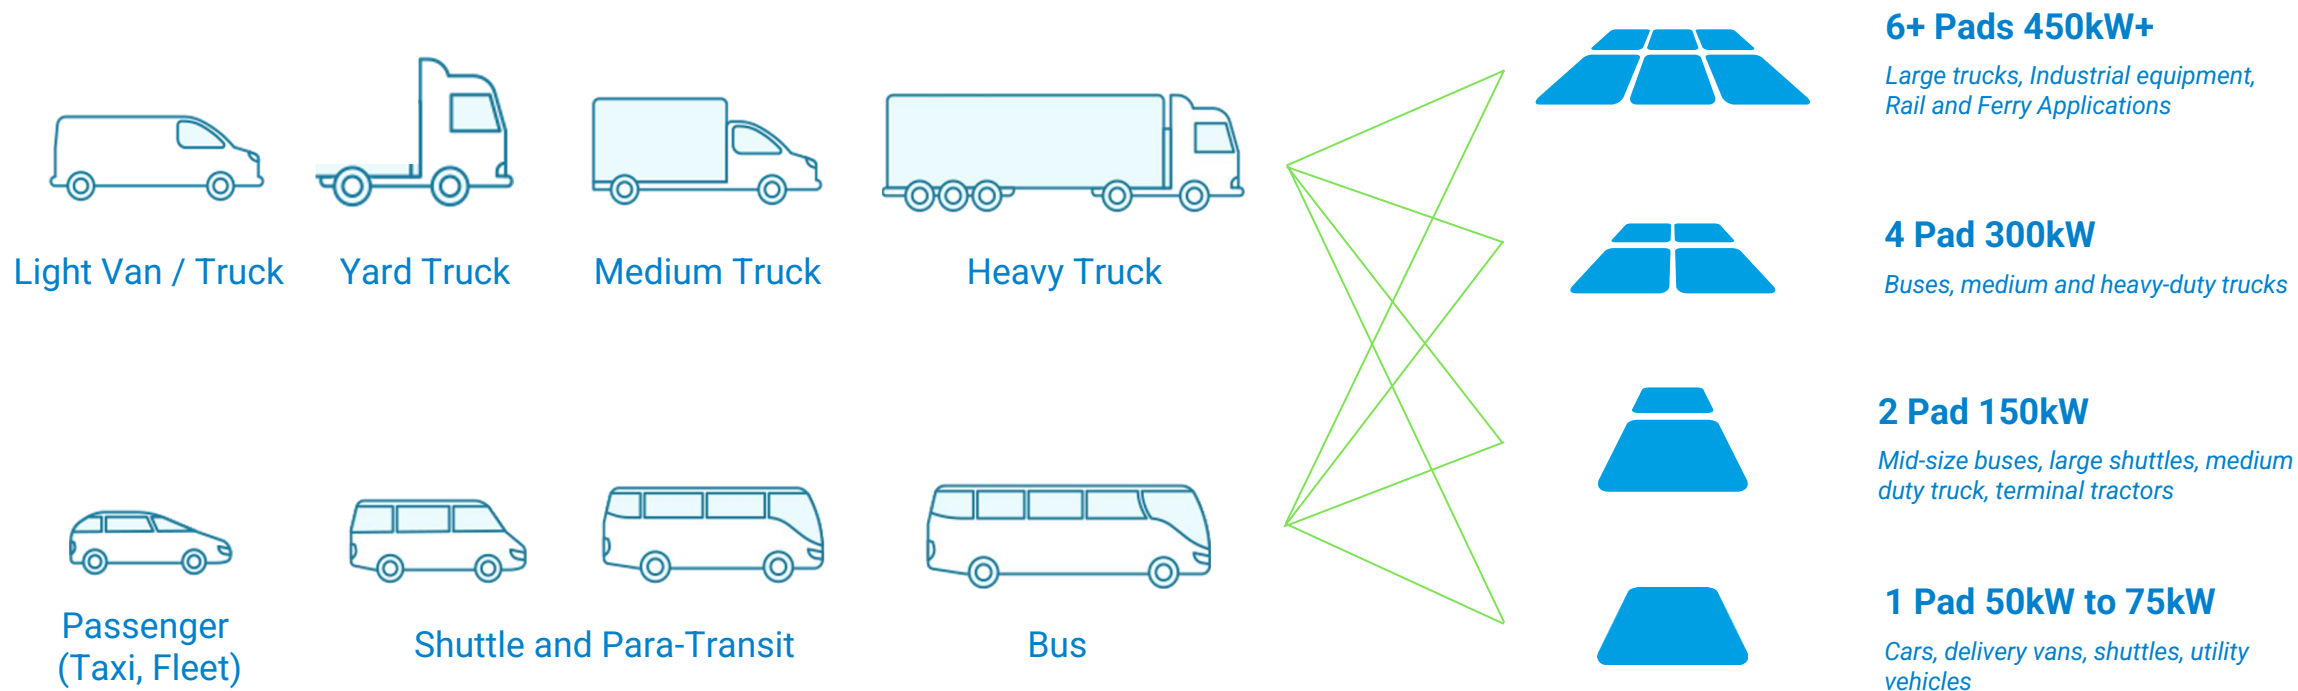 Light Van / Truck
Yard Truck
Medium Truck
Heavy Truck
Passenger
(Taxi, Fleet)
Shuttle and Para-Transit
Bus
6+ Pads 450kW+
Large trucks, Industrial equipment,
Rail and Ferry Applications
4 Pad 300kW
Buses, medium and heavy-duty trucks
2 Pad 150kW
Mid-size buses, large shuttles, medium
duty truck, terminal tractors
1 Pad 50kW to 75kW
Cars, delivery vans, shuttles, utility
vehicles